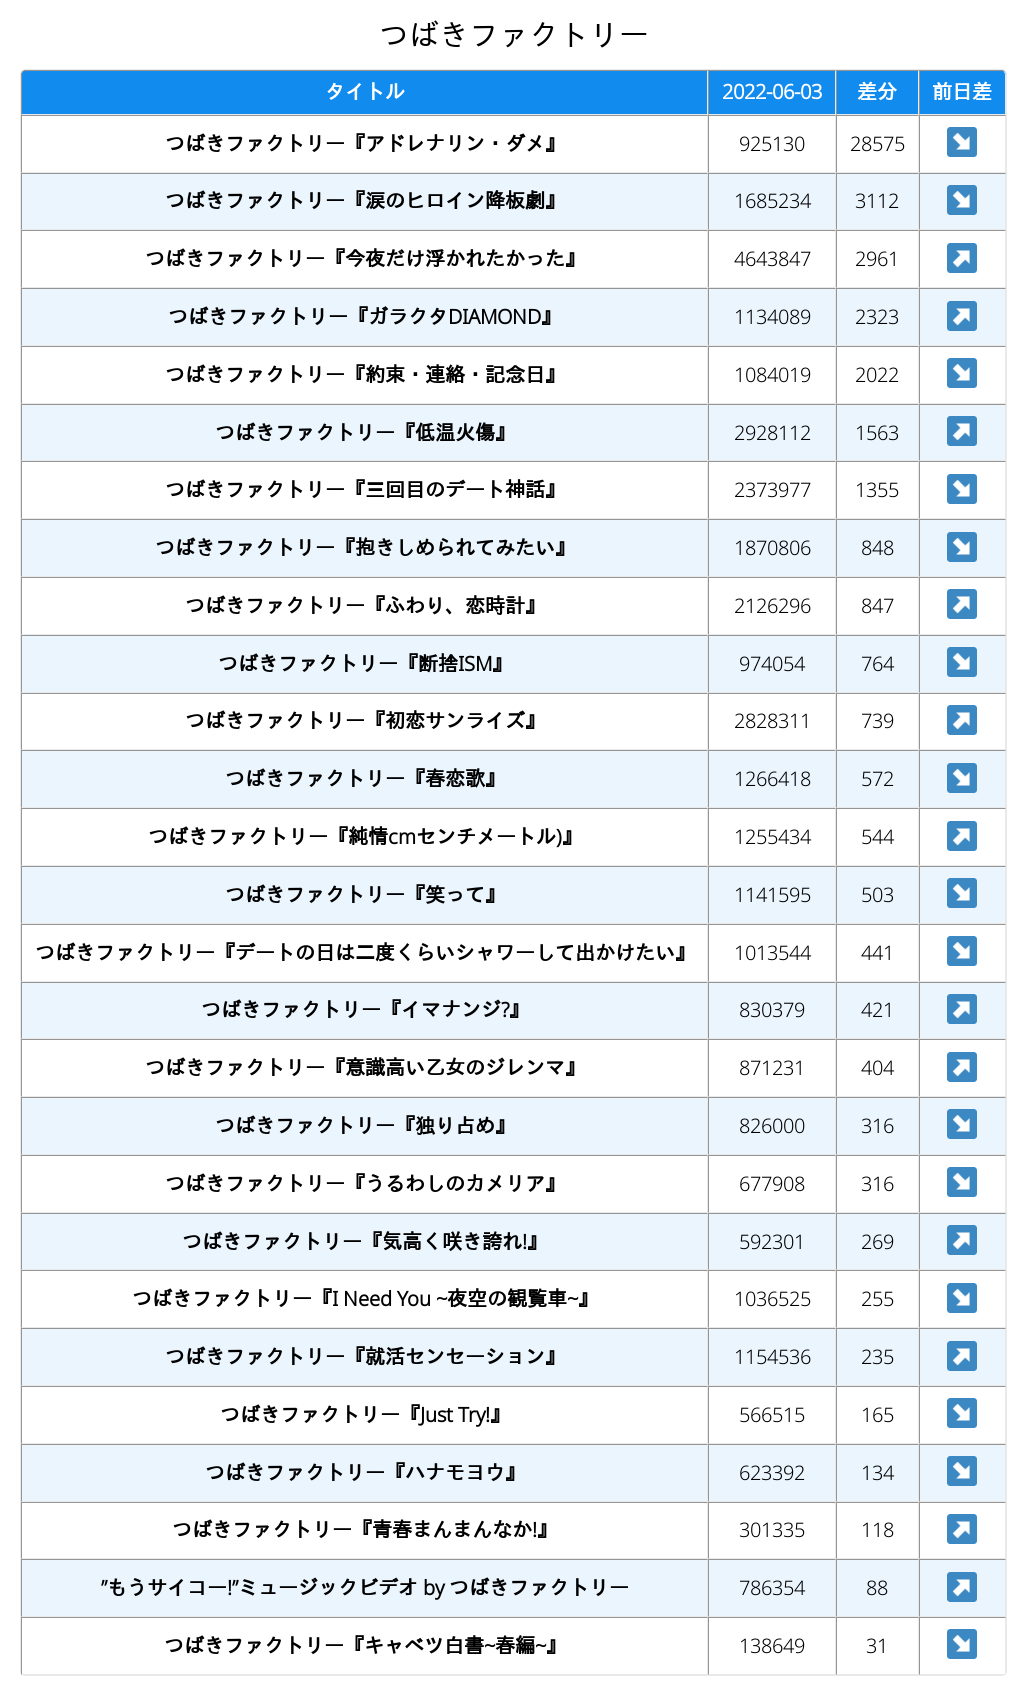 つばきファクトリー
タイトル 2022-06-03 差分 前日差
つばきファクトリー『アドレナリン・ダメ』 925130 28575 ↘
つばきファクトリー『涙のヒロイン降板劇』 1685234 3112 ↘
つばきファクトリー『今夜だけ浮かれたかった』 4643847 2961 ↗
つばきファクトリー『ガラクタDIAMOND』 1134089 2323 ↗
つばきファクトリー『約束・連絡・記念日』 1084019 2022 ↘
つばきファクトリー『低温火傷』 2928112 1563 ↗
つばきファクトリー『三回目のデート神話』 2373977 1355 ↘
つばきファクトリー『抱きしめられてみたい』 1870806 848 ↘
つばきファクトリー『ふわり、恋時計』 2126296 847 ↗
つばきファクトリー『断捨ISM』 974054 764 ↘
つばきファクトリー『初恋サンライズ』 2828311 739 ↗
つばきファクトリー『春恋歌』 1266418 572 ↘
つばきファクトリー『純情cmセンチメートル)』 1255434 544 ↗
つばきファクトリー『笑って』 1141595 503 ↘
つばきファクトリー『デートの日は二度くらいシャワーして出かけたい』 1013544 441 ↘
つばきファクトリー『イマナンジ?』 830379 421 ↗
つばきファクトリー『意識高い乙女のジレンマ』 871231 404 ↗
つばきファクトリー『独り占め』 826000 316 ↘
つばきファクトリー『うるわしのカメリア』 677908 316 ↘
つばきファクトリー『気高く咲き誇れ!』 592301 269 ↗
つばきファクトリー『I Need You ~夜空の観覧車~』 1036525 255 ↘
つばきファクトリー『就活センセーション』 1154536 235 ↗
つばきファクトリー『Just Try!』 566515 165 ↘
つばきファクトリー『ハナモヨウ』 623392 134 ↘
つばきファクトリー『青春まんまんなか!』 301335 118 ↗
”もうサイコー!”ミュージックビデオ by つばきファクトリー 786354 88 ↗
つばきファクトリー『キャベツ白書~春編~』 138649 31 ↘